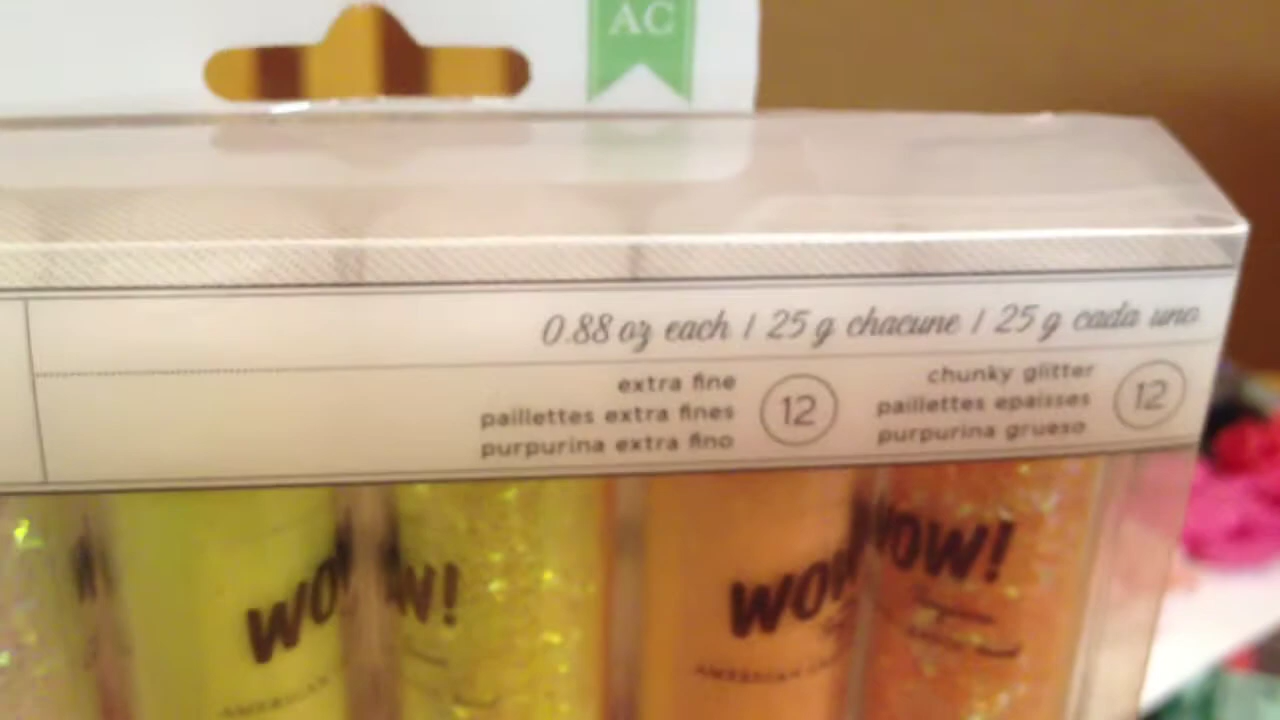 AC
0.88 oz each / 25 g chacune / 25 g cada uno
extra fine
paillettes extra fines
purpurina extra fino
12
chunky glitter
paillettes epaisses
purpurina grueso
12
WOW!
WOW!
AMERICAN